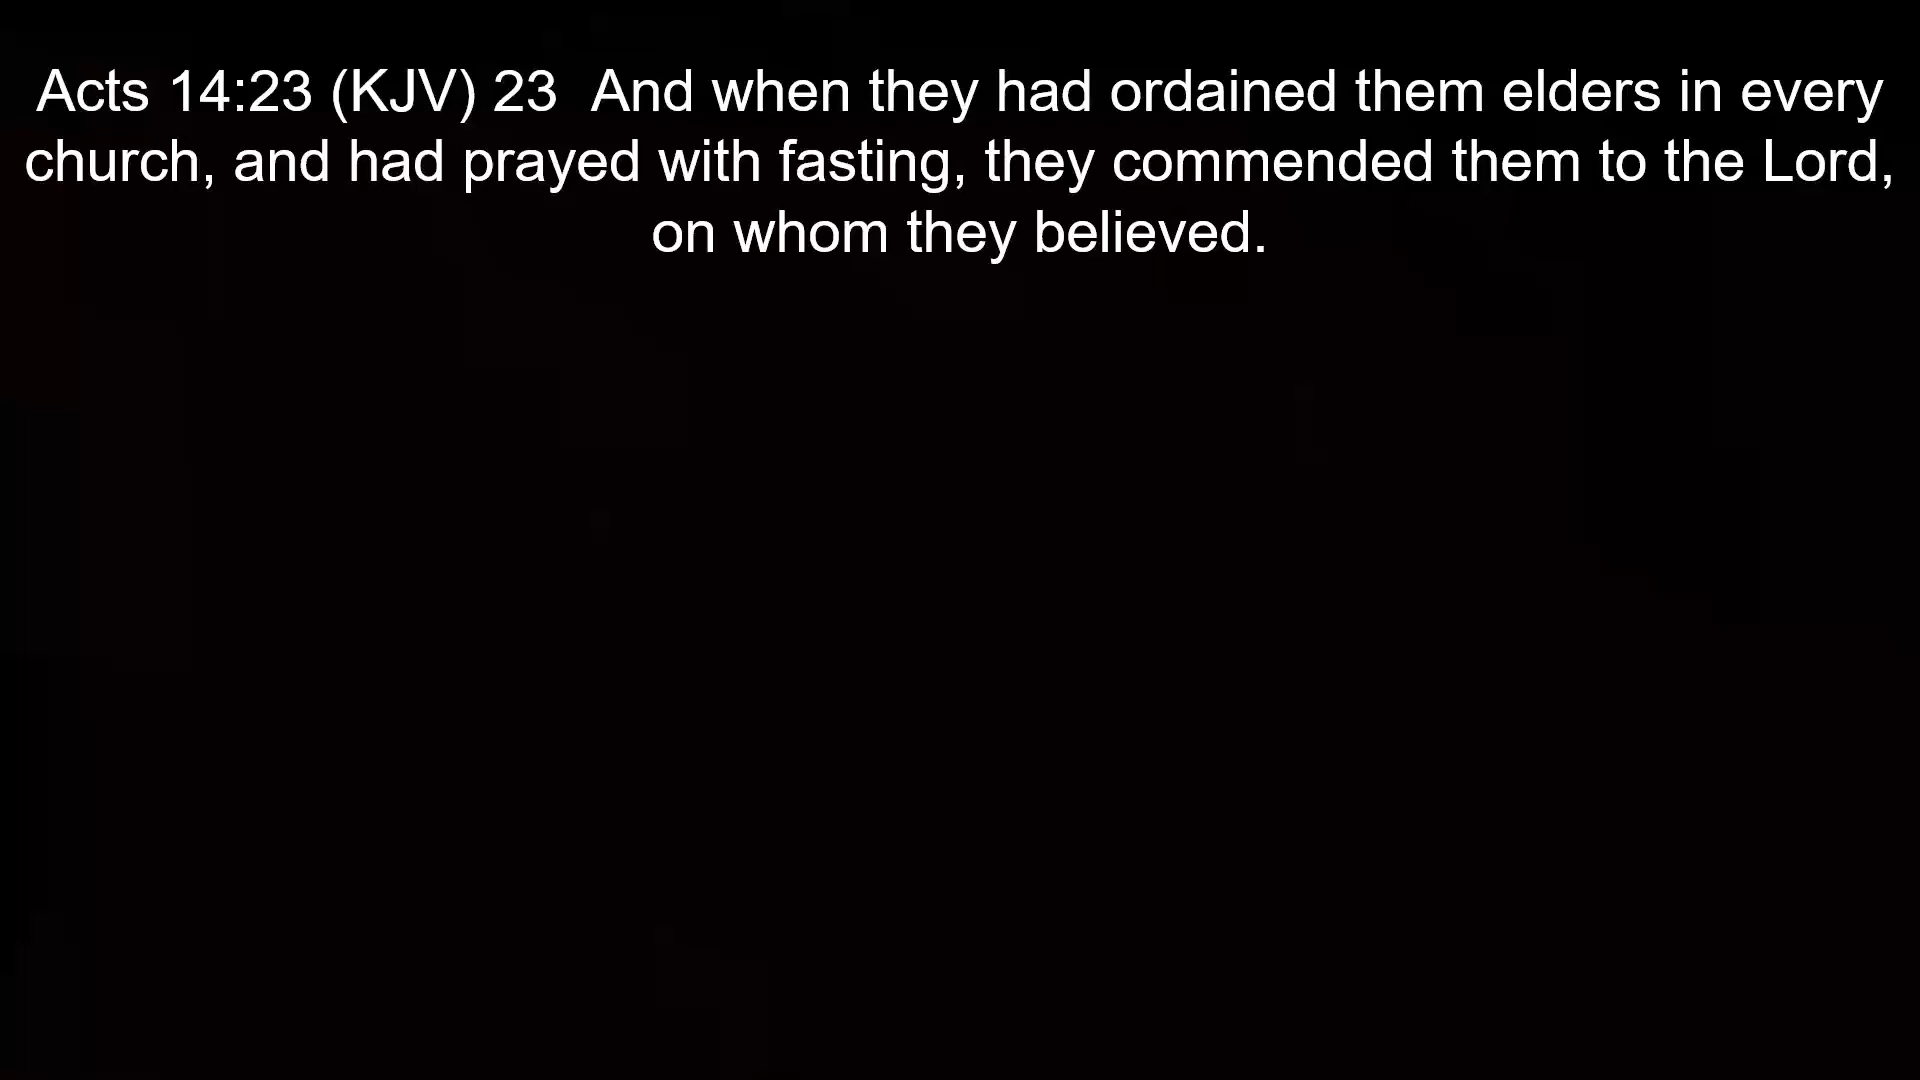 Acts 14:23 (KJV) 23  And when they had ordained them elders in every
church, and had prayed with fasting, they commended them to the Lord,
on whom they believed.